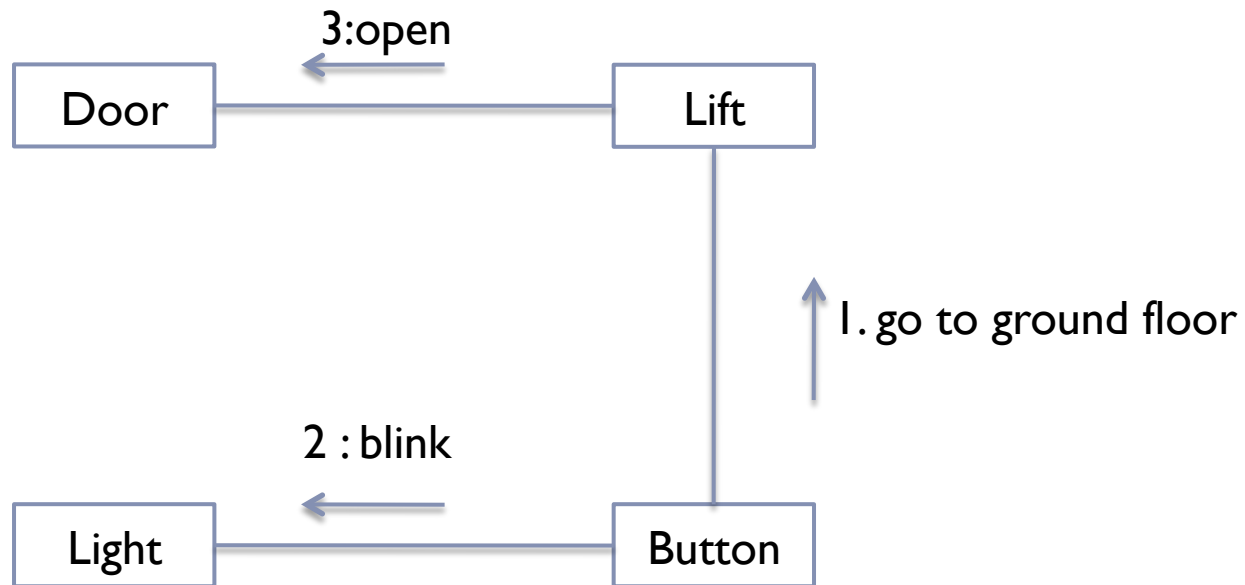 3:open
Door
Lift
1. go to ground floor
2 : blink
Light
Button